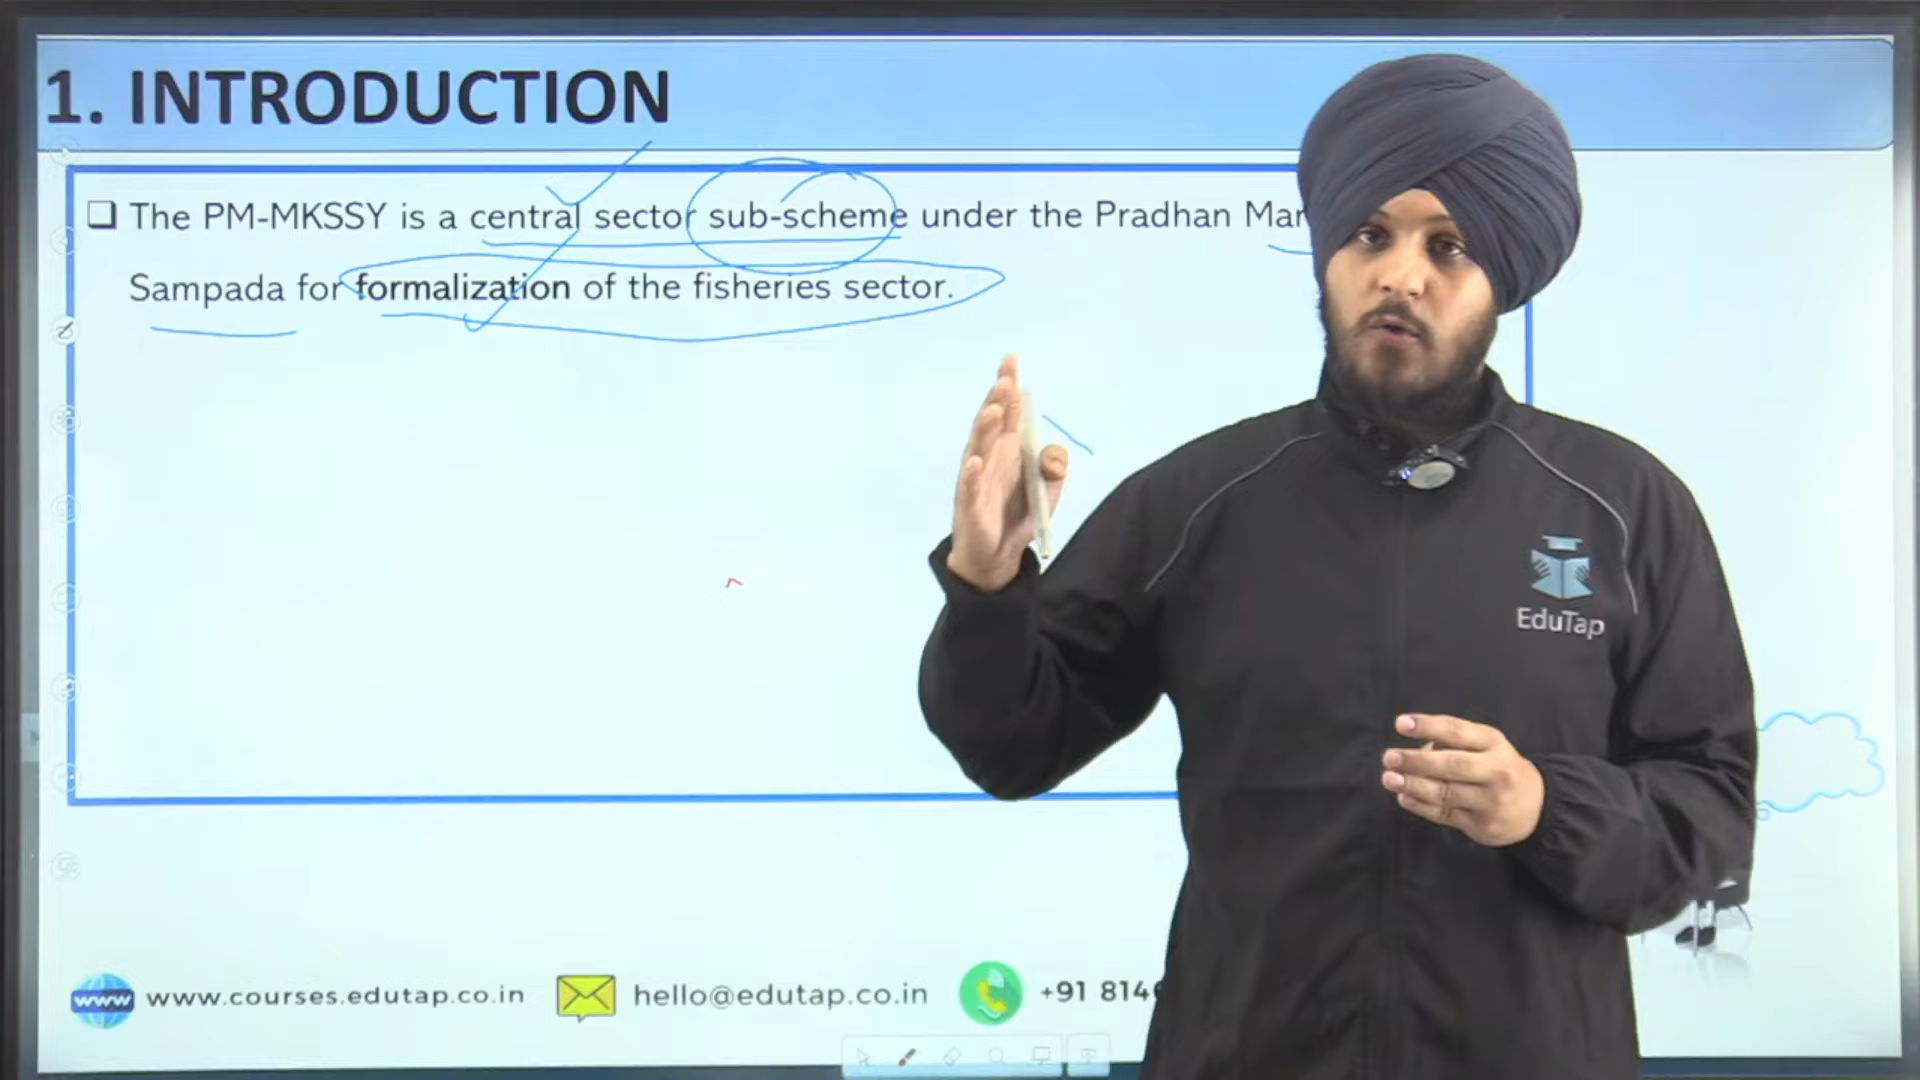 1. INTRODUCTION
❑ The PM-MKSSY is a central sector sub-scheme under the Pradhan
Sampada for formalization of the fisheries sector.
EduTap
www www.courses.edutap.co.in hello@edutap.co.in +91 814